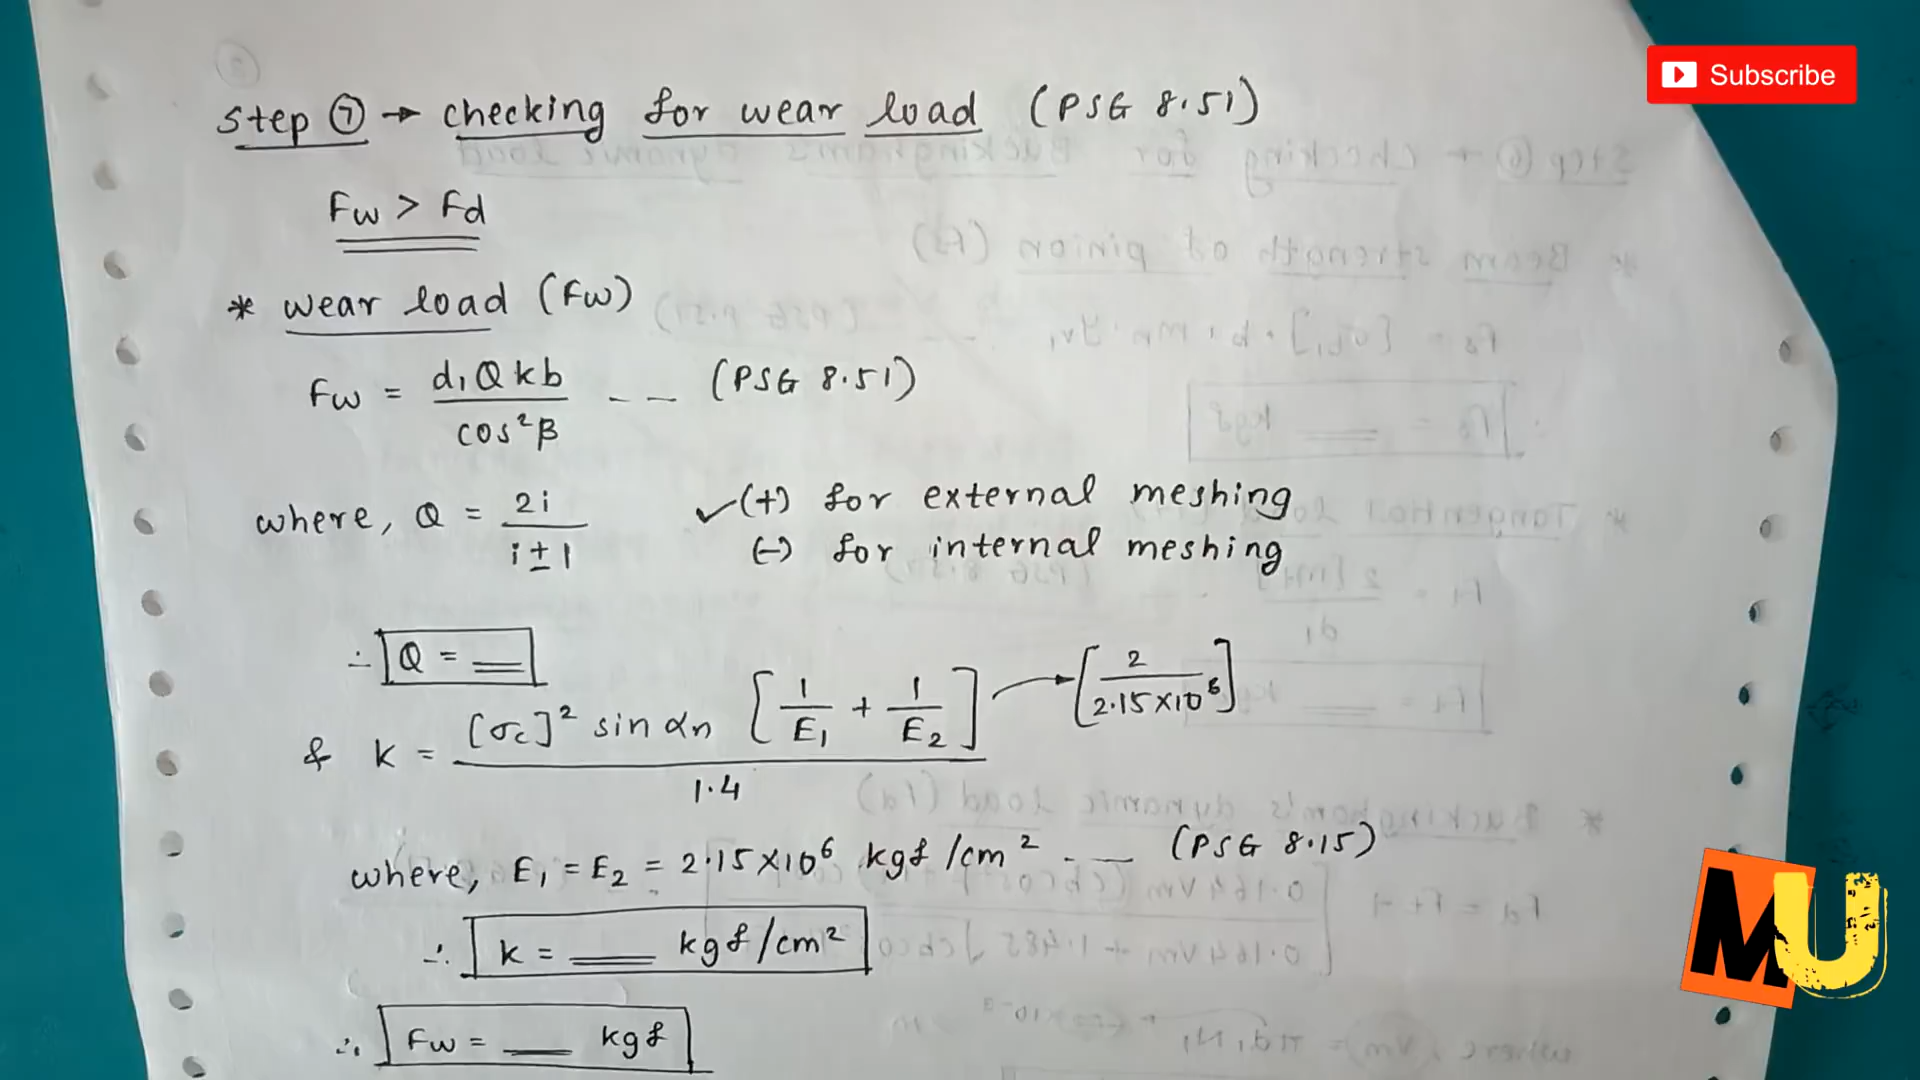 Subscribe
Step ⑦ → checking for wear load (PSG 8.51)
Fw > Fd
* wear load (Fw)
Fw = d₁Qkb / cos²β -- (PSG 8.51)
where, Q = 2i / i±1 ✓(+) for external meshing
(-) for internal meshing
∴ Q = __
& k = [σc]² sin αn [1/E₁ + 1/E₂] / 1.4 → [2 / 2.15×10⁶]
where, E₁ = E₂ = 2.15×10⁶ kgf/cm² -- (PSG 8.15)
∴ k = ___ kgf/cm²
∴ Fw = ___ kgf
MU